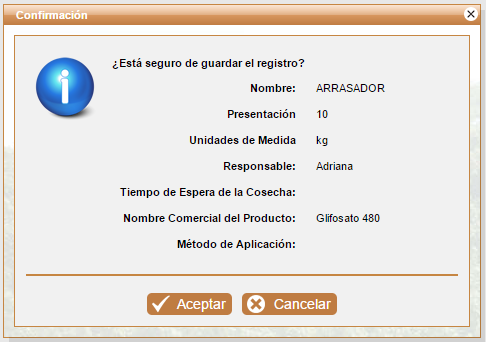 Confirmación
¿Está seguro de guardar el registro?
Nombre: ARRASADOR
Presentación 10
Unidades de Medida kg
Responsable: Adriana
Tiempo de Espera de la Cosecha:
Nombre Comercial del Producto: Glifosato 480
Método de Aplicación:
Aceptar Cancelar